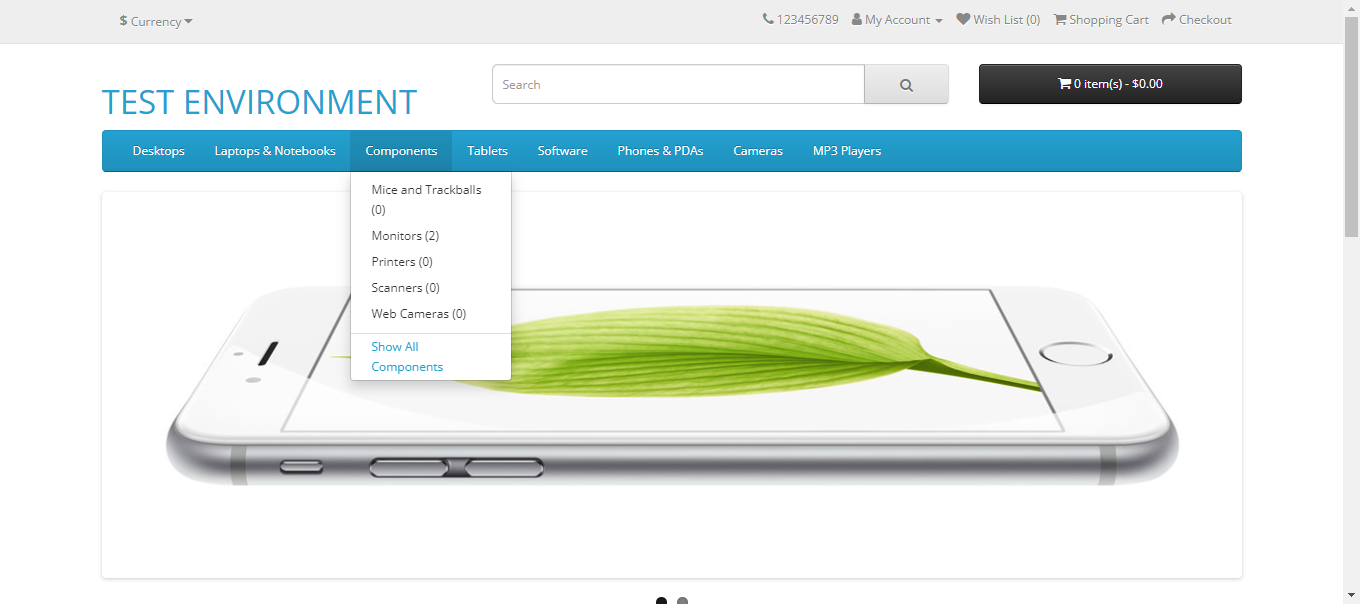 $ Currency
123456789 My Account Wish List (0) Shopping Cart Checkout
TEST ENVIRONMENT
Search
0 item(s) - $0.00
Desktops Laptops & Notebooks Components Tablets Software Phones & PDAs Cameras MP3 Players
Mice and Trackballs
(0)
Monitors (2)
Printers (0)
Scanners (0)
Web Cameras (0)
Show All
Components